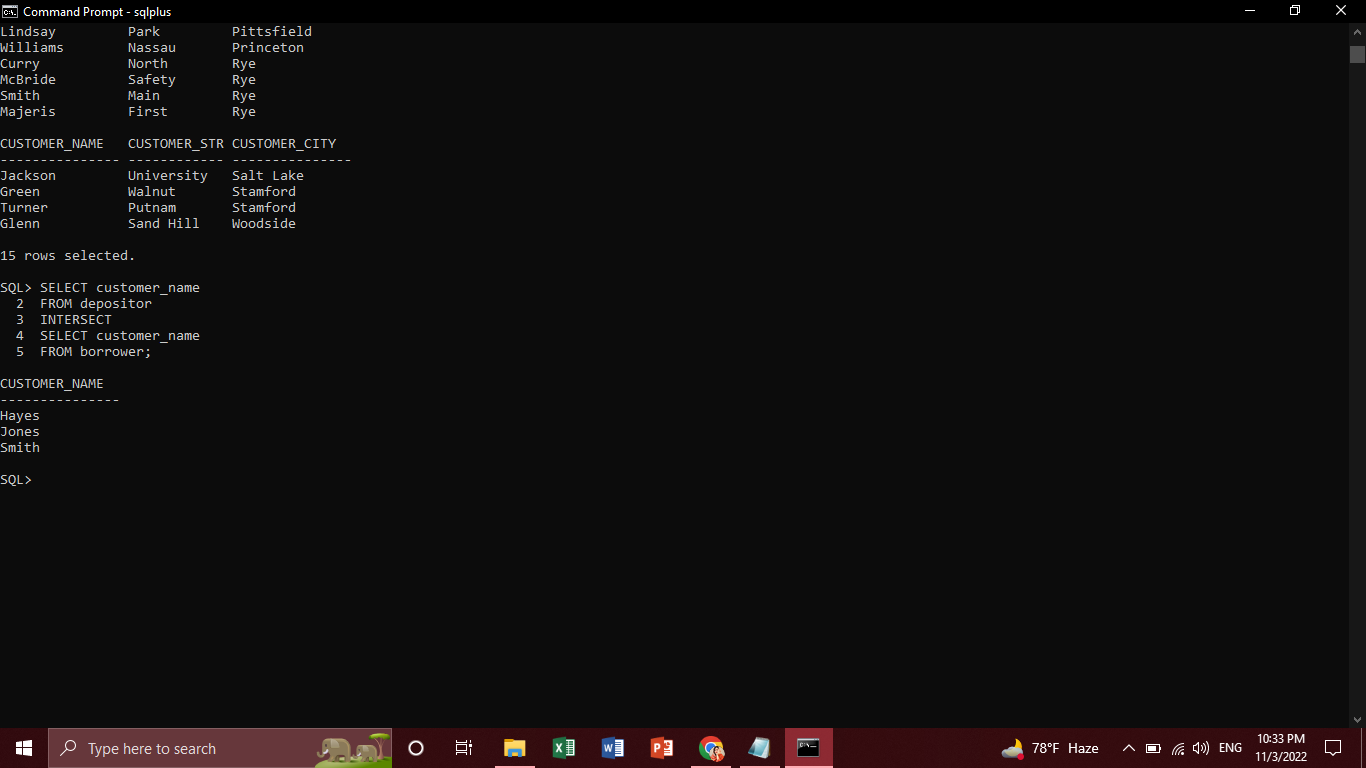 Command Prompt - sqlplus
Lindsay         Park         Pittsfield
Williams        Nassau       Princeton
Curry           North        Rye
McBride         Safety       Rye
Smith           Main         Rye
Majeris         First        Rye
CUSTOMER_NAME   CUSTOMER_STR CUSTOMER_CITY
--------------- ------------ ---------------
Jackson         University   Salt Lake
Green           Walnut       Stamford
Turner          Putnam       Stamford
Glenn           Sand Hill    Woodside
15 rows selected.
SQL> SELECT customer_name
  2  FROM depositor
  3  INTERSECT
  4  SELECT customer_name
  5  FROM borrower;
CUSTOMER_NAME
---------------
Hayes
Jones
Smith
SQL>
Type here to search
78°F Haze
ENG
10:33 PM
11/3/2022